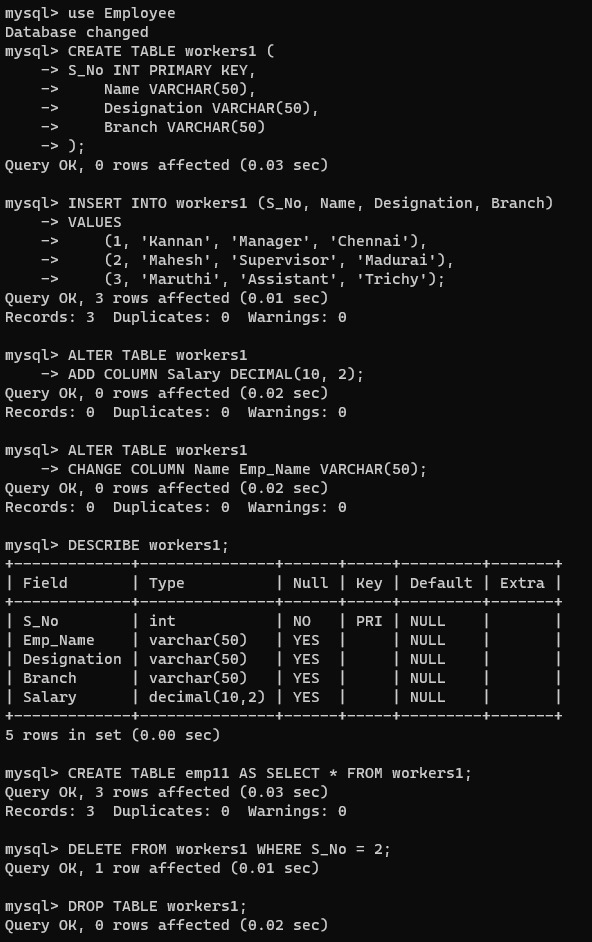 mysql> use Employee
Database changed
mysql> CREATE TABLE workers1 (
    -> S_No INT PRIMARY KEY,
    ->     Name VARCHAR(50),
    ->     Designation VARCHAR(50),
    ->     Branch VARCHAR(50)
    -> );
Query OK, 0 rows affected (0.03 sec)

mysql> INSERT INTO workers1 (S_No, Name, Designation, Branch)
    -> VALUES
    ->     (1, 'Kannan', 'Manager', 'Chennai'),
    ->     (2, 'Mahesh', 'Supervisor', 'Madurai'),
    ->     (3, 'Maruthi', 'Assistant', 'Trichy');
Query OK, 3 rows affected (0.01 sec)
Records: 3  Duplicates: 0  Warnings: 0

mysql> ALTER TABLE workers1
    -> ADD COLUMN Salary DECIMAL(10, 2);
Query OK, 0 rows affected (0.02 sec)
Records: 0  Duplicates: 0  Warnings: 0

mysql> ALTER TABLE workers1
    -> CHANGE COLUMN Name Emp_Name VARCHAR(50);
Query OK, 0 rows affected (0.02 sec)
Records: 0  Duplicates: 0  Warnings: 0

mysql> DESCRIBE workers1;
+-------------+---------------+------+-----+---------+-------+
| Field       | Type          | Null | Key | Default | Extra |
+-------------+---------------+------+-----+---------+-------+
| S_No        | int           | NO   | PRI | NULL    |       |
| Emp_Name    | varchar(50)   | YES  |     | NULL    |       |
| Designation | varchar(50)   | YES  |     | NULL    |       |
| Branch      | varchar(50)   | YES  |     | NULL    |       |
| Salary      | decimal(10,2) | YES  |     | NULL    |       |
+-------------+---------------+------+-----+---------+-------+
5 rows in set (0.00 sec)

mysql> CREATE TABLE emp11 AS SELECT * FROM workers1;
Query OK, 3 rows affected (0.03 sec)
Records: 3  Duplicates: 0  Warnings: 0

mysql> DELETE FROM workers1 WHERE S_No = 2;
Query OK, 1 row affected (0.01 sec)

mysql> DROP TABLE workers1;
Query OK, 0 rows affected (0.02 sec)